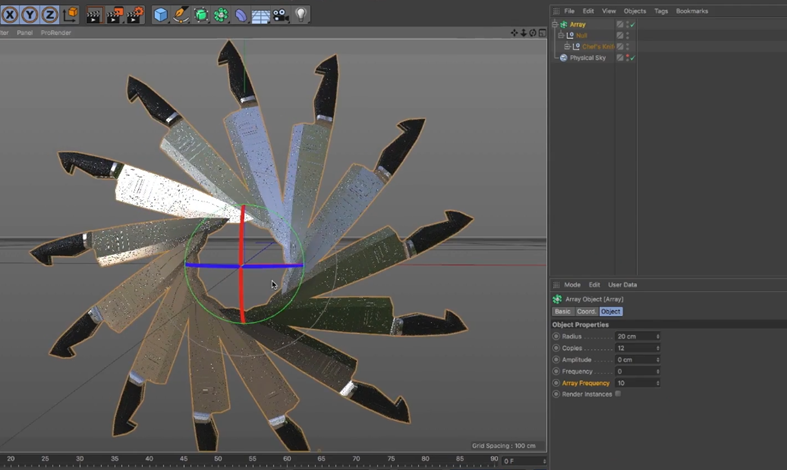 X Y Z
Panel ProRender
File Edit View Objects Tags Bookmarks
Array
Null
Physical Sky
Mode Edit User Data
Array Object [Array]
Basic Coord. Object
Object Properties
Radius 20 cm
Copies 12
Amplitude 0 cm
Frequency 0
Array Frequency 10
Render Instances
Grid Spacing : 100 cm
20 25 30 35 40 45 50 55 60 65 70 75 80 85 90 0 F